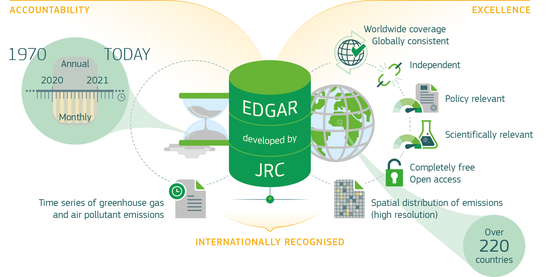 ACCOUNTABILITY
EXCELLENCE
1970
TODAY
Annual
2020
2021
Monthly
EDGAR
developed by
JRC
Worldwide coverage
Globally consistent
Independent
Policy relevant
Scientifically relevant
Completely free
Open access
Time series of greenhouse gas
and air pollutant emissions
Spatial distribution of emissions
(high resolution)
INTERNATIONALLY RECOGNISED
Over
220
countries